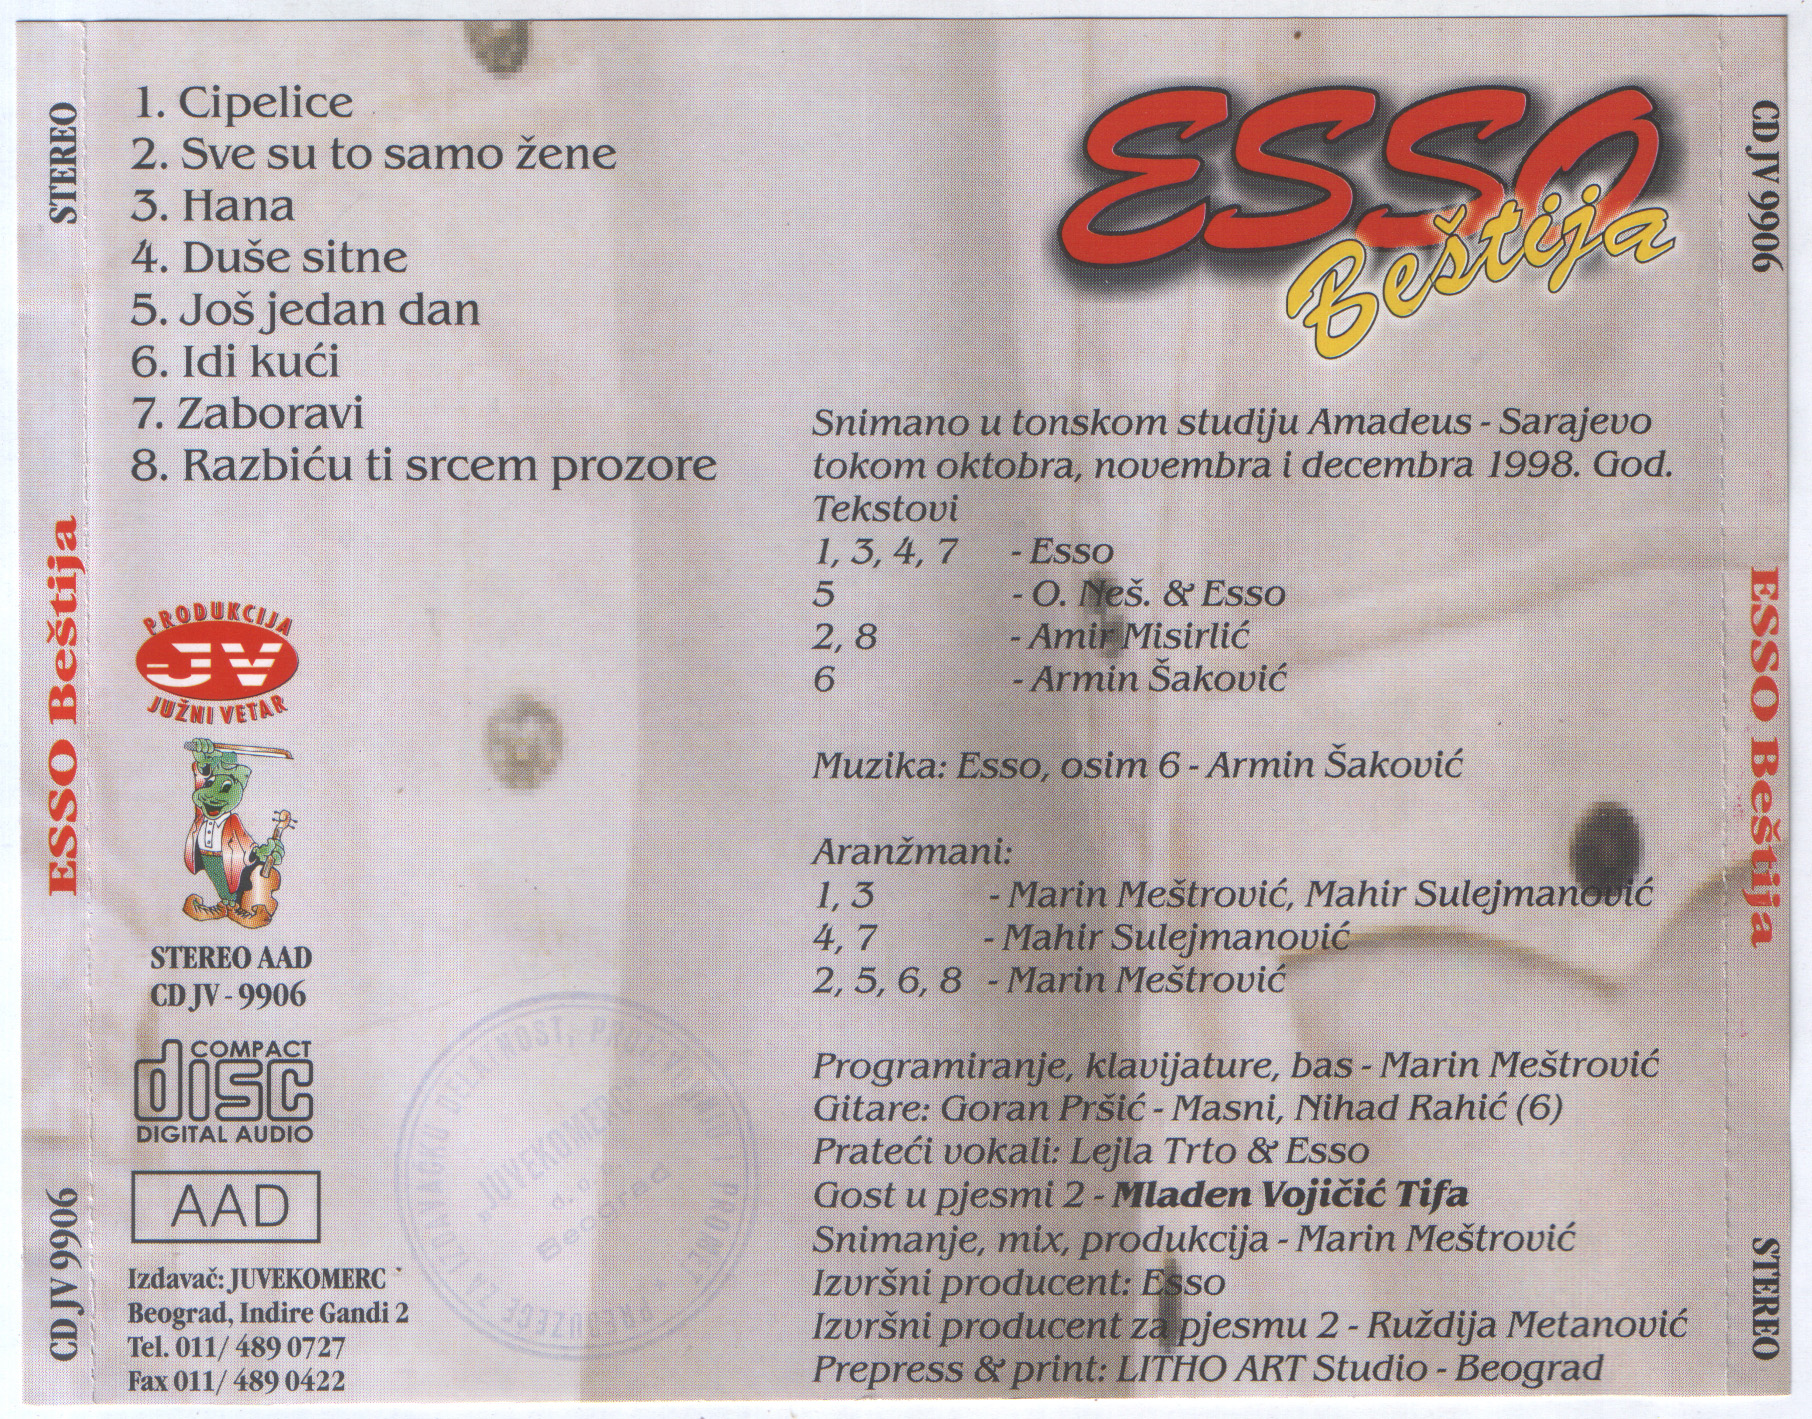 STEREO
ESSO Beštija
CD JV 9906
1. Cipelice
2. Sve su to samo žene
3. Hana
4. Duše sitne
5. Još jedan dan
6. Idi kući
7. Zaboravi
8. Razbiću ti srcem prozore
PRODUKCIJA
JV
JUŽNI VETAR
STEREO AAD
CD JV - 9906
COMPACT
disc
DIGITAL AUDIO
AAD
Izdavač: JUVEKOMERC
Beograd, Indire Gandi 2
Tel. 011/ 489 0727
Fax 011/ 489 0422
PREDUZEĆE ZA IZDAVAČKU DELATNOST, PROMET
"JUVEKOMERC"
d.o.o.
Beograd
ESSO
Beštija
Snimano u tonskom studiju Amadeus - Sarajevo
tokom oktobra, novembra i decembra 1998. God.
Tekstovi
1, 3, 4, 7 - Esso
5 - O. Neš. & Esso
2, 8 - Amir Misirlić
6 - Armin Šaković
Muzika: Esso, osim 6 - Armin Šaković
Aranžmani:
1, 3 - Marin Meštrović, Mahir Sulejmanović
4, 7 - Mahir Sulejmanović
2, 5, 6, 8 - Marin Meštrović
Programiranje, klavijature, bas - Marin Meštrović
Gitare: Goran Pršić - Masni, Nihad Rahić (6)
Prateći vokali: Lejla Trto & Esso
Gost u pjesmi 2 - Mladen Vojičić Tifa
Snimanje, mix, produkcija - Marin Meštrović
Izvršni producent: Esso
Izvršni producent za pjesmu 2 - Ruždija Metanović
Prepress & print: LITHO ART Studio - Beograd
CD JV 9906
ESSO Beštija
STEREO